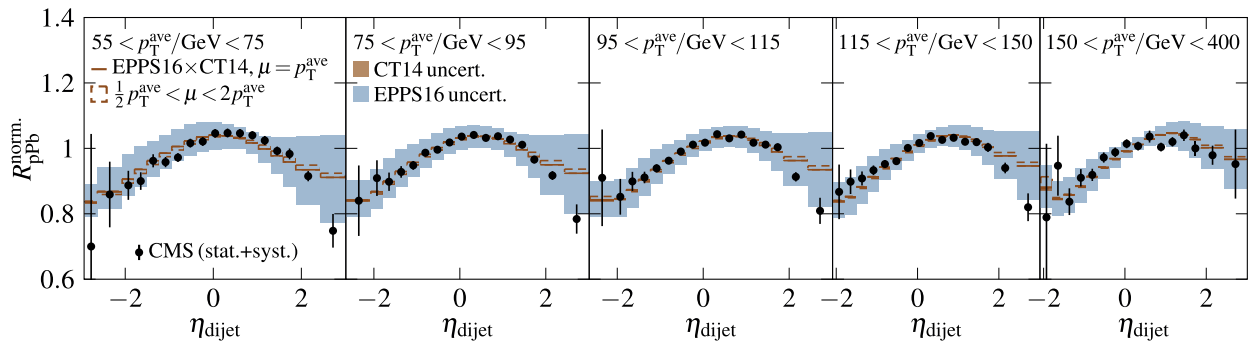 1.4
1.2
1
0.8
0.6
R_pPb^norm.
55 < p_T^ave/GeV < 75
EPPS16×CT14, μ = p_T^ave
½ p_T^ave < μ < 2p_T^ave
CMS (stat.+syst.)
75 < p_T^ave/GeV < 95
CT14 uncert.
EPPS16 uncert.
95 < p_T^ave/GeV < 115
115 < p_T^ave/GeV < 150
150 < p_T^ave/GeV < 400
−2 0 2 −2 0 2 −2 0 2 −2 0 2 −2 0 2
η_dijet η_dijet η_dijet η_dijet η_dijet